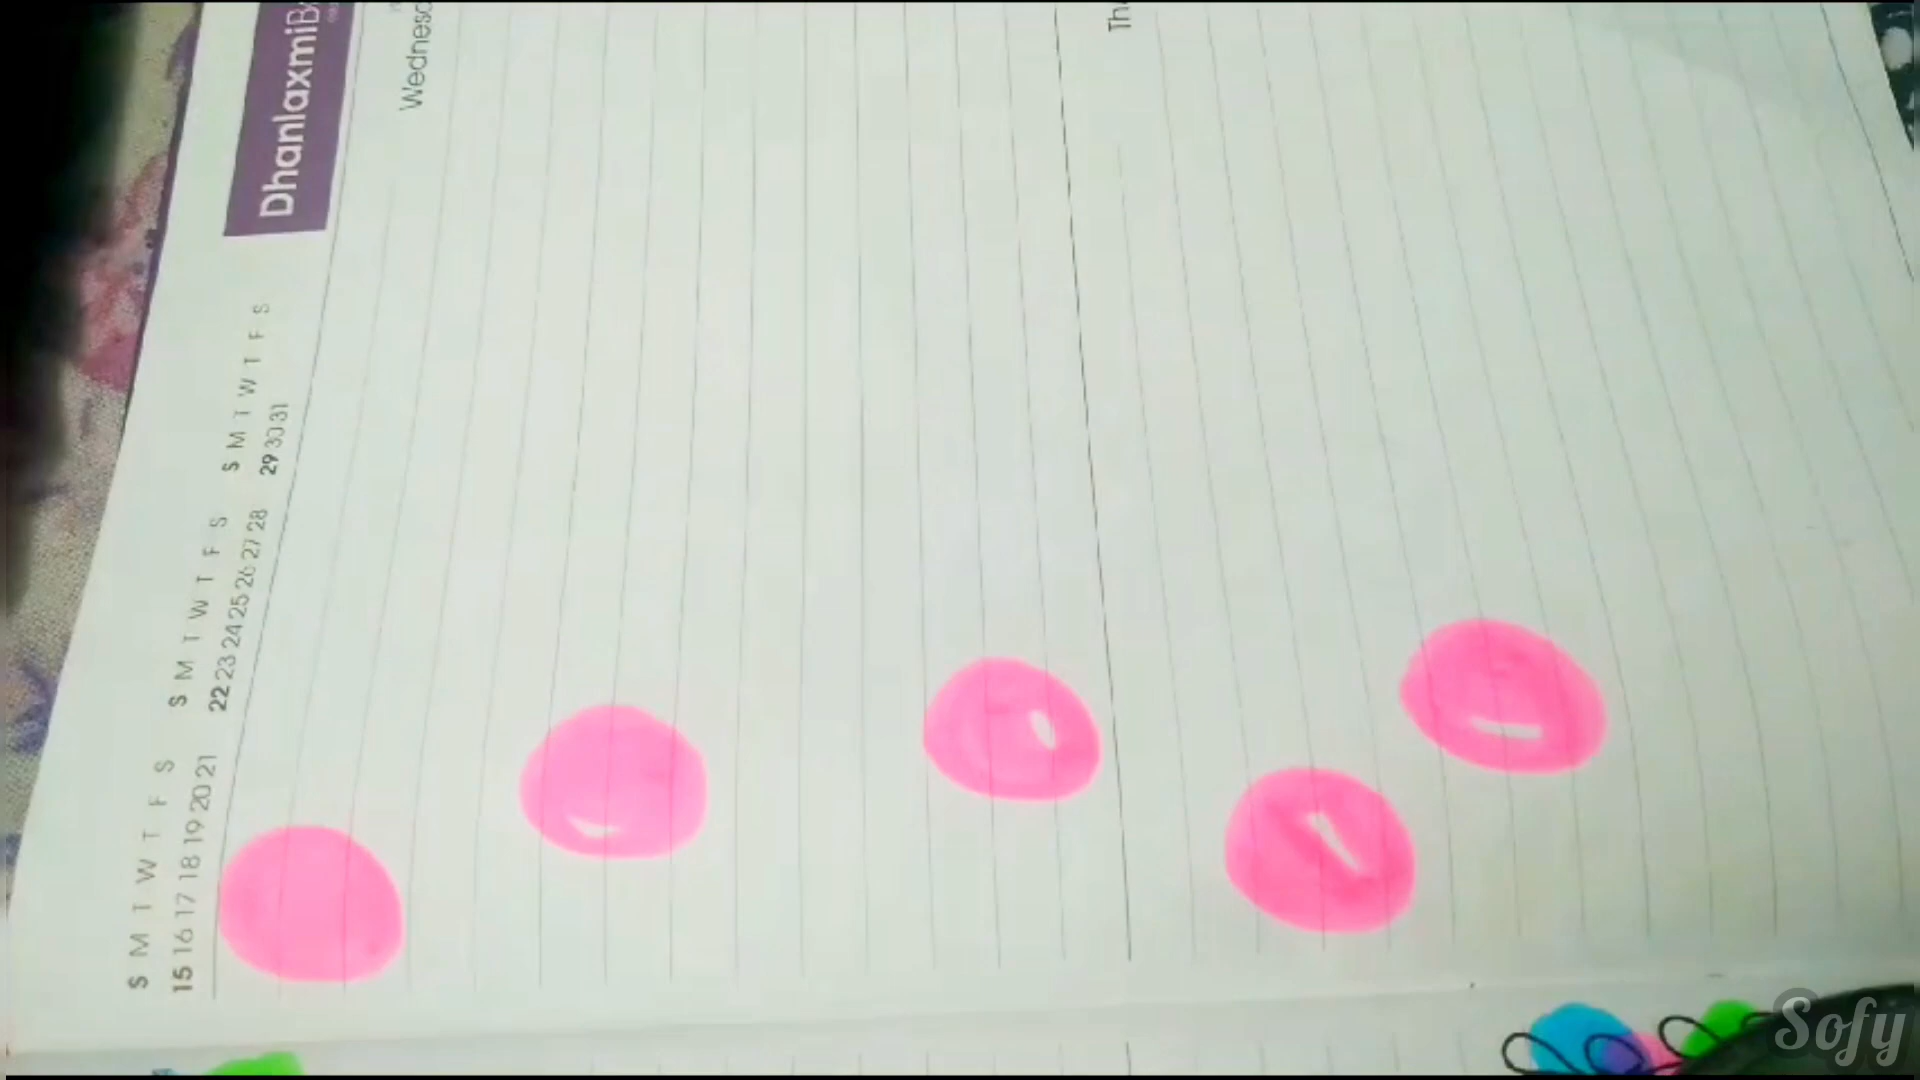 DhanlaxmiB
S M T W T F S
15 16 17 18 19 20 21
S M T W T F S
22 23 24 25 26 27 28
S M T W T F S
29 30 31
Wednesd
Th
Sofy